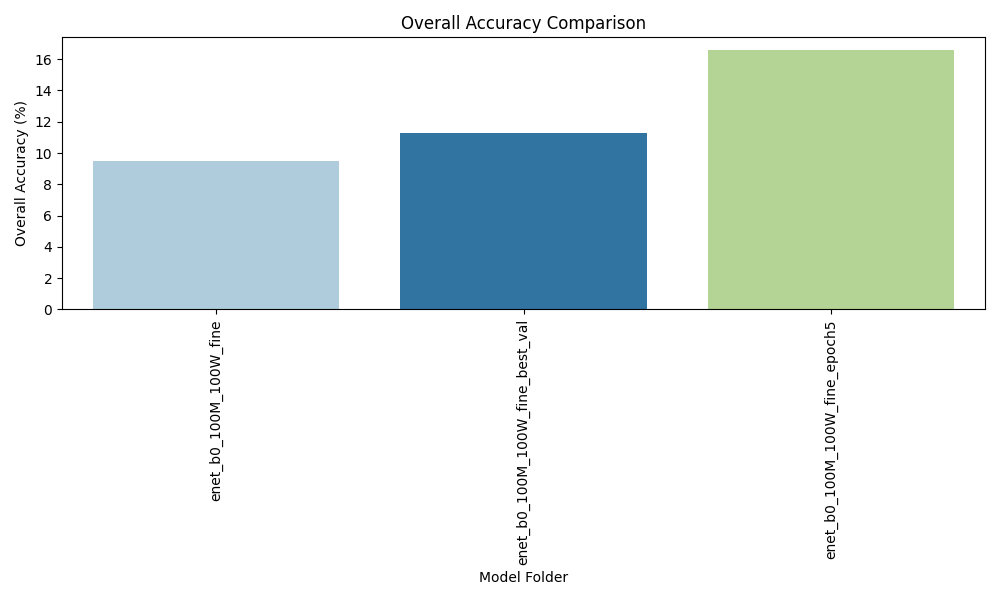 Overall Accuracy Comparison
Overall Accuracy (%)
16
14
12
10
8
6
4
2
0
enet_b0_100M_100W_fine
enet_b0_100M_100W_fine_best_val
enet_b0_100M_100W_fine_epoch5
Model Folder